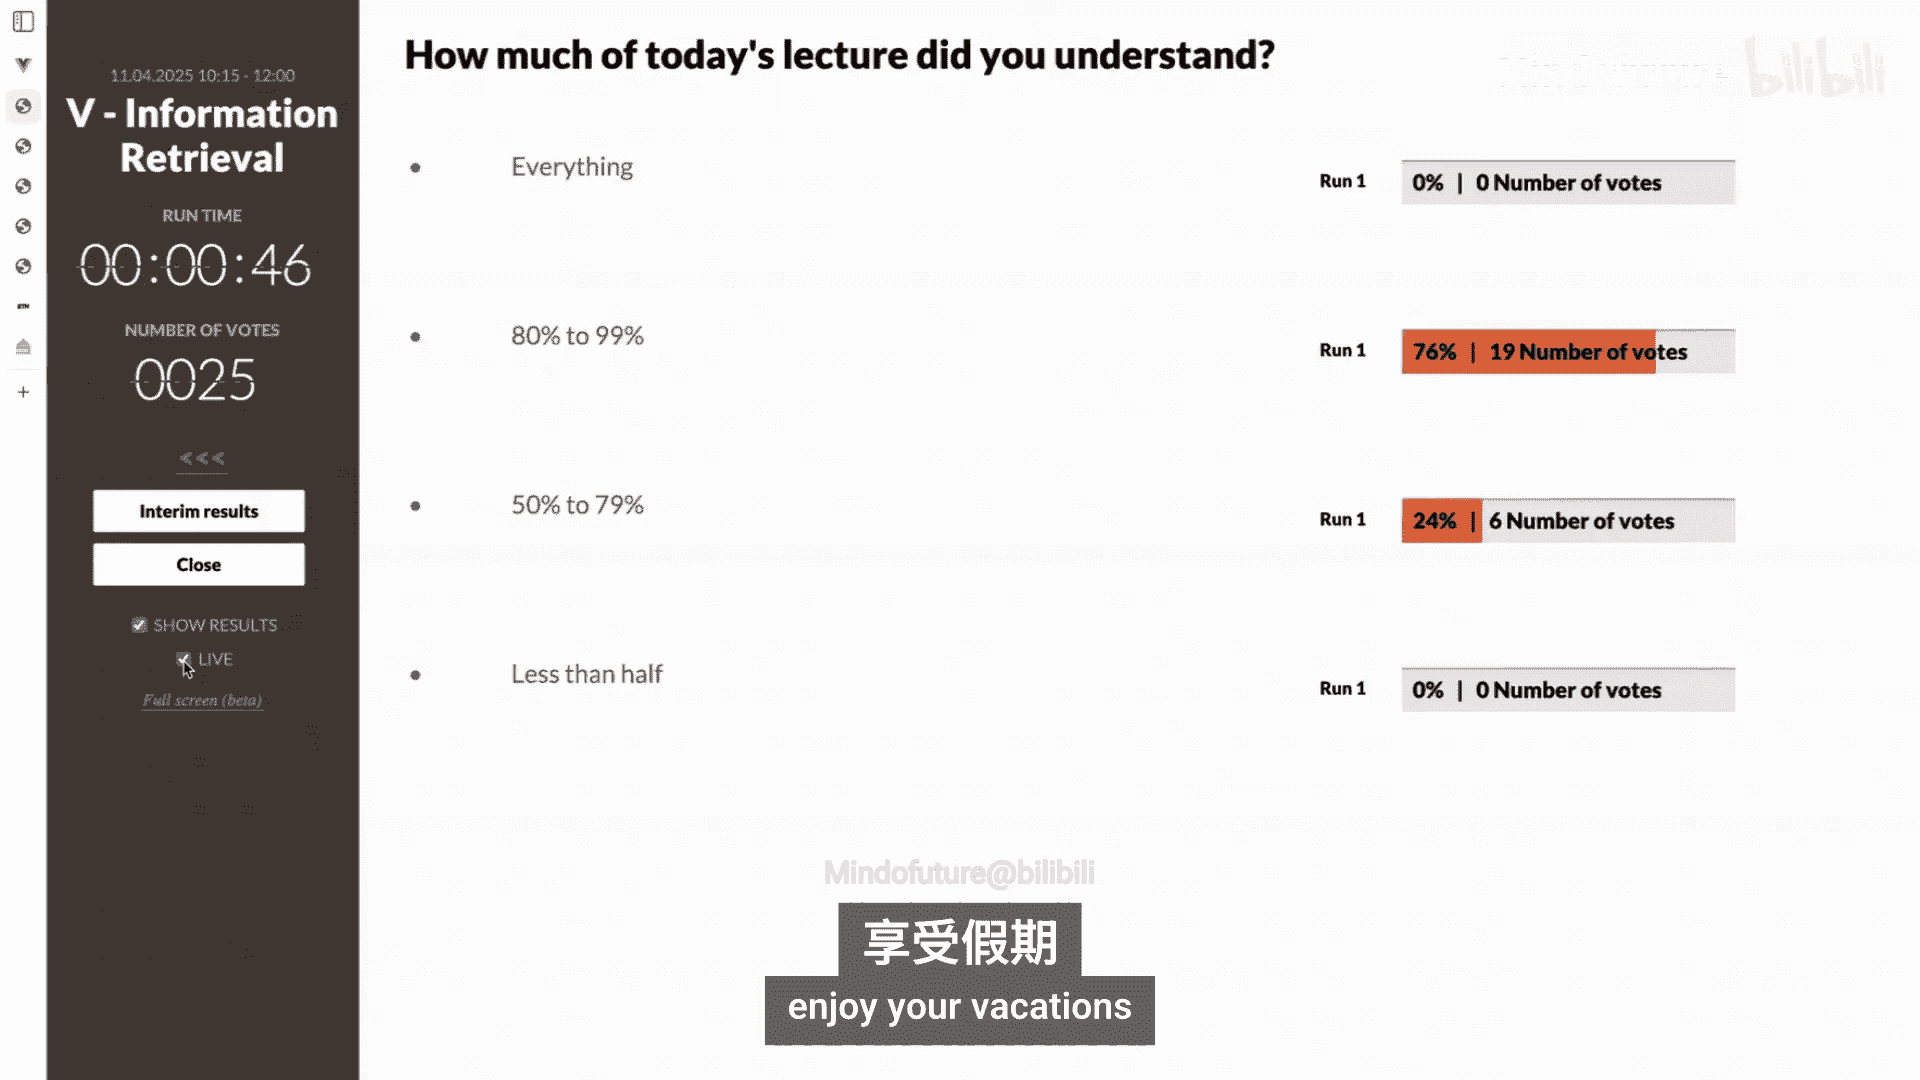 11.04.2025 10:15 - 12:00
V - Information
Retrieval
RUN TIME
00:00:46
NUMBER OF VOTES
0025
<<<
Interim results
Close
SHOW RESULTS
LIVE
Full screen (beta)
How much of today's lecture did you understand?
Everything
Run 1
0% | 0 Number of votes
80% to 99%
Run 1
76% | 19 Number of votes
50% to 79%
Run 1
24% | 6 Number of votes
Less than half
Run 1
0% | 0 Number of votes
bilibili
Mindofuture@bilibili
享受假期
enjoy your vacations